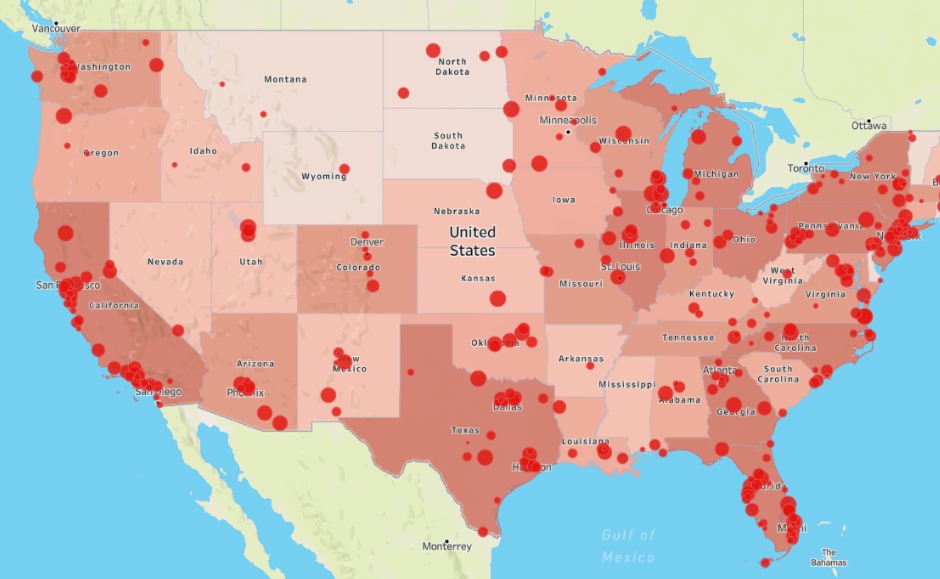 Vancouver
Washington
Montana
North
Dakota
Minnesota
Ottawa
Minneapolis
Oregon
Idaho
South
Dakota
Wisconsin
Toronto
Wyoming
Michigan
New York
Nebraska
Iowa
Chicago
United
States
Denver
Pennsylvania
Nevada
Utah
Colorado
Illinois
Indiana
Ohio
St. Louis
Kansas
Missouri
West
Virginia
San Francisco
California
Kentucky
Virginia
Tennessee
North
Carolina
Oklahoma
Arizona
New
Mexico
Arkansas
Atlanta
South
Carolina
Phoenix
San Diego
Mississippi
Alabama
Georgia
Dallas
Texas
Louisiana
Houston
Florida
Gulf of
Mexico
Miami
Monterrey
The
Bahamas